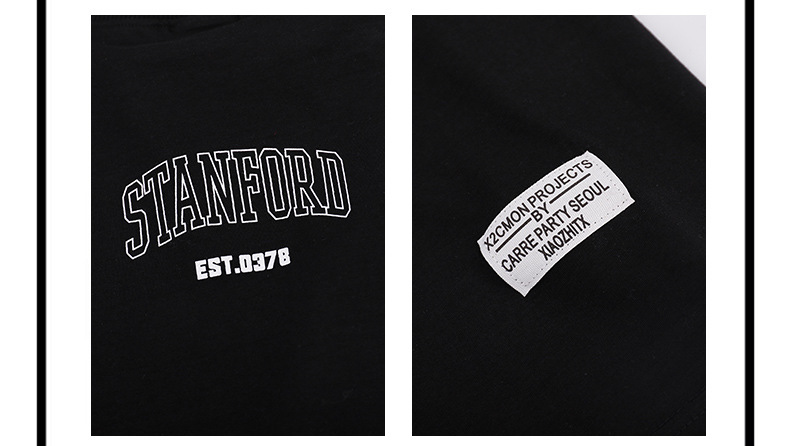 STANFORD
EST.0378
X2CMON PROJECTS
BY
CARRE PARTY SEOUL
XIAOZHITX